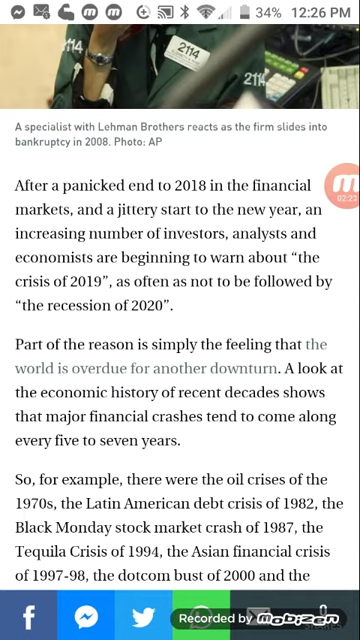 34% 12:26 PM
2114
2114
A specialist with Lehman Brothers reacts as the firm slides into
bankruptcy in 2008. Photo: AP
02:23
After a panicked end to 2018 in the financial
markets, and a jittery start to the new year, an
increasing number of investors, analysts and
economists are beginning to warn about “the
crisis of 2019”, as often as not to be followed by
“the recession of 2020”.
Part of the reason is simply the feeling that the
world is overdue for another downturn. A look at
the economic history of recent decades shows
that major financial crashes tend to come along
every five to seven years.
So, for example, there were the oil crises of the
1970s, the Latin American debt crisis of 1982, the
Black Monday stock market crash of 1987, the
Tequila Crisis of 1994, the Asian financial crisis
of 1997-98, the dotcom bust of 2000 and the
Recorded by mobizen